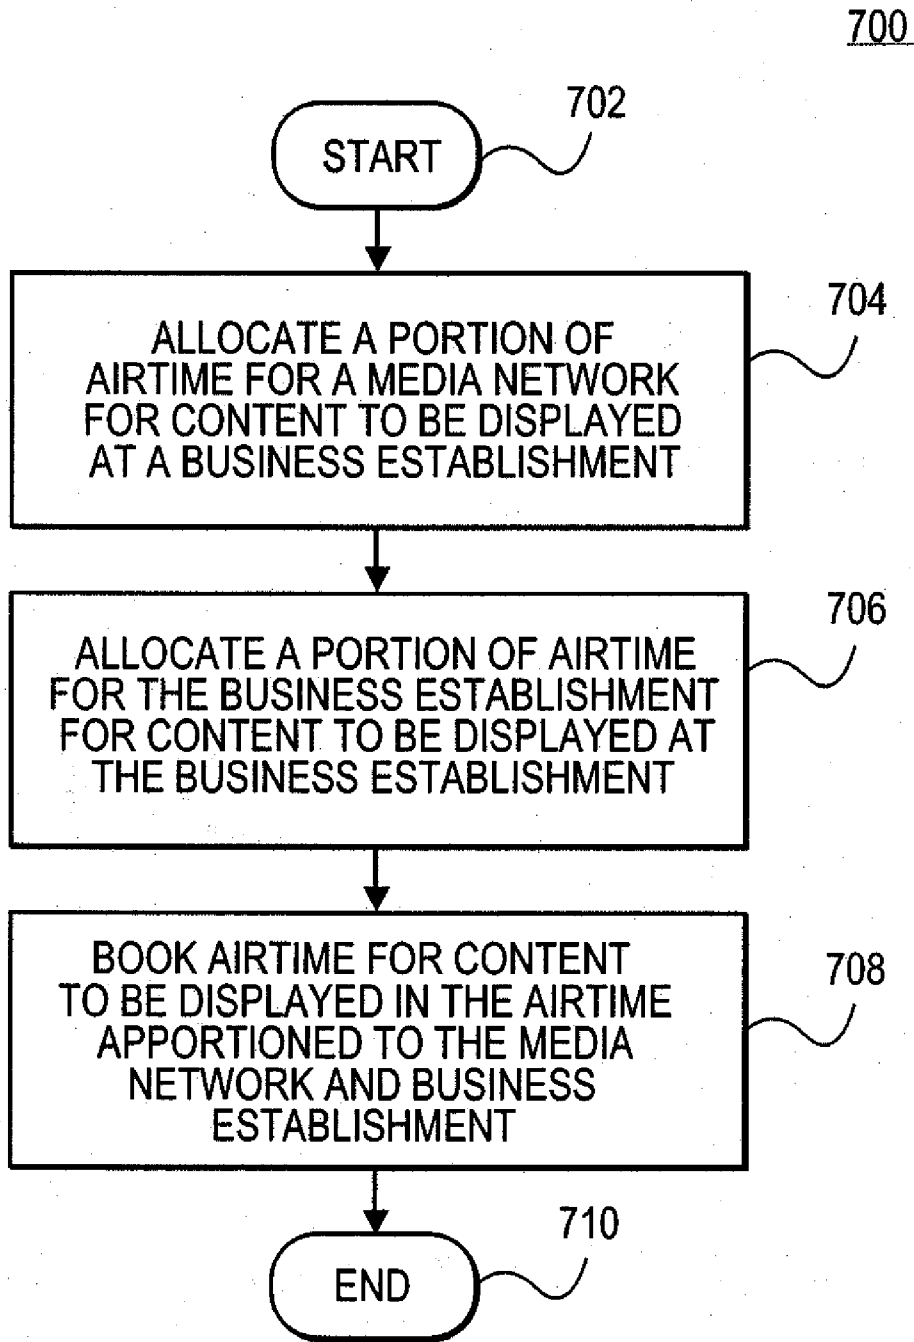 700
702
START
704
ALLOCATE A PORTION OF
AIRTIME FOR A MEDIA NETWORK
FOR CONTENT TO BE DISPLAYED
AT A BUSINESS ESTABLISHMENT
706
ALLOCATE A PORTION OF AIRTIME
FOR THE BUSINESS ESTABLISHMENT
FOR CONTENT TO BE DISPLAYED AT
THE BUSINESS ESTABLISHMENT
708
BOOK AIRTIME FOR CONTENT
TO BE DISPLAYED IN THE AIRTIME
APPORTIONED TO THE MEDIA
NETWORK AND BUSINESS
ESTABLISHMENT
710
END